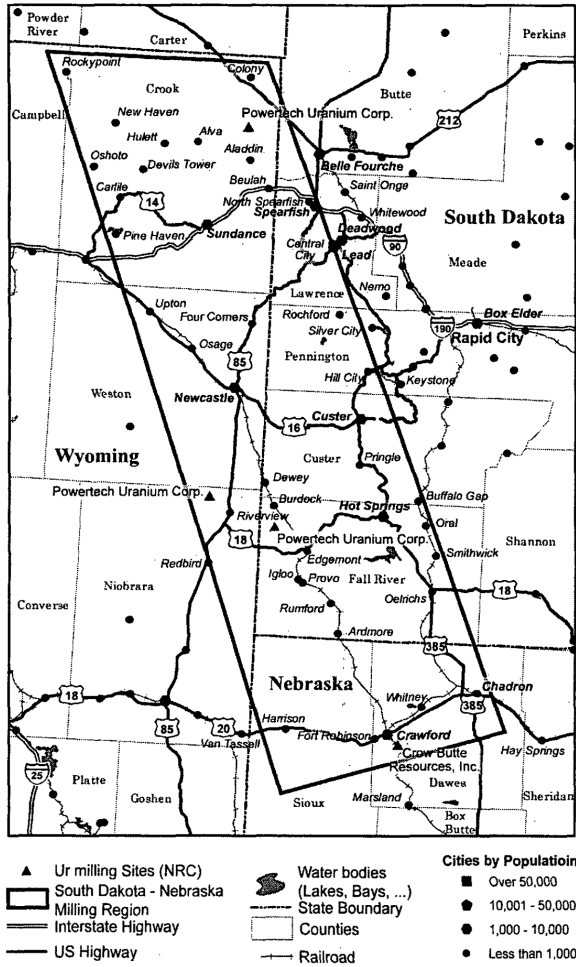 Powder River
Carter
Perkins
Rockypoint
Colony
Crook
Butte
Campbell
New Haven
Powertech Uranium Corp.
212
Hulett
Alva
Aladdin
Oshoto
Devils Tower
Belle Fourche
Beulah
Saint Onge
Carlile
14
North Spearfish
Spearfish
Whitewood
South Dakota
Pine Haven
Sundance
Deadwood
Central City
Lead
90
Meade
Lawrence
Nemo
Upton
Four Corners
Rochford
Silver City
Box Elder
190
Rapid City
Osage
85
Pennington
Hill City
Keystone
Weston
Newcastle
16
Custer
Wyoming
Custer
Pringle
Dewey
Powertech Uranium Corp.
Burdock
Hot Springs
Buffalo Gap
Riverview
Oral
Shannon
18
Powertech Uranium Corp.
Redbird
Edgemont
Smithwick
Igloo
Provo
Fall River
Niobrara
Oelrichs
18
Converse
Rumford
Ardmore
385
Nebraska
Chadron
18
Whitney
385
Harrison
85
20
Van Tassell
Fort Robinson
Crawford
Hay Springs
25
Crow Butte Resources, Inc.
Platte
Goshen
Dawes
Sioux
Marsland
Sheridan
Box Butte
Ur milling Sites (NRC)
South Dakota - Nebraska
Milling Region
Interstate Highway
US Highway
Water bodies
(Lakes, Bays, ...)
State Boundary
Counties
Railroad
Cities by Populatioin
Over 50,000
10,001 - 50,000
1,000 - 10,000
Less than 1,000